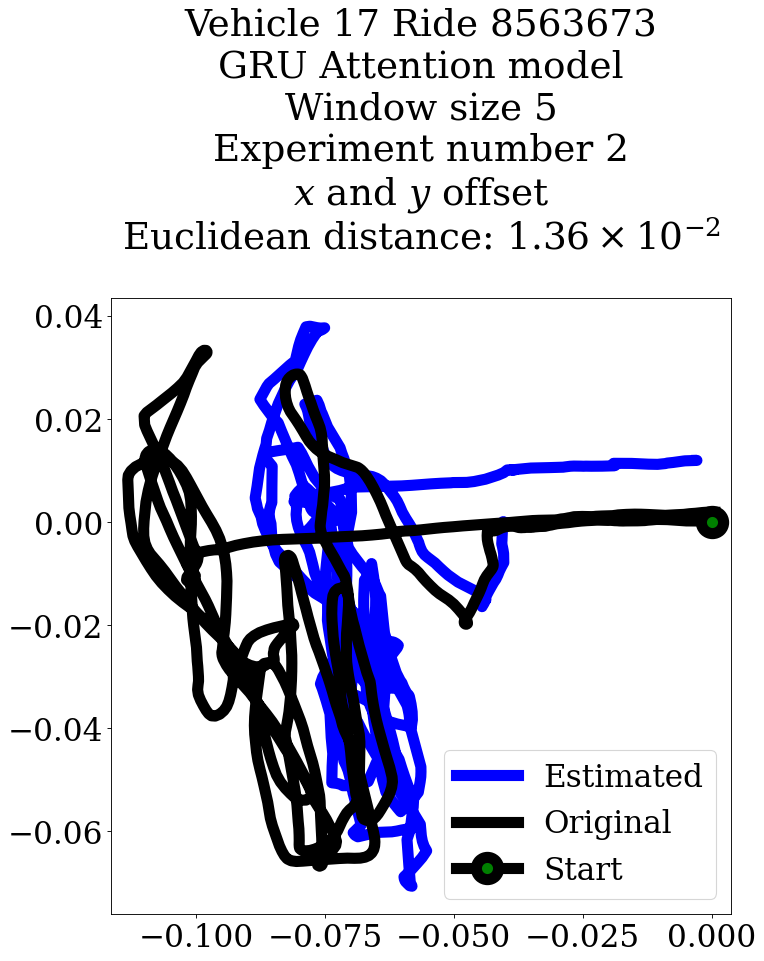 Vehicle 17 Ride 8563673
GRU Attention model
Window size 5
Experiment number 2
x and y offset
Euclidean distance: 1.36 × 10⁻²
0.04
0.02
0.00
−0.02
−0.04
−0.06
Estimated
Original
Start
−0.100 −0.075 −0.050 −0.025 0.000